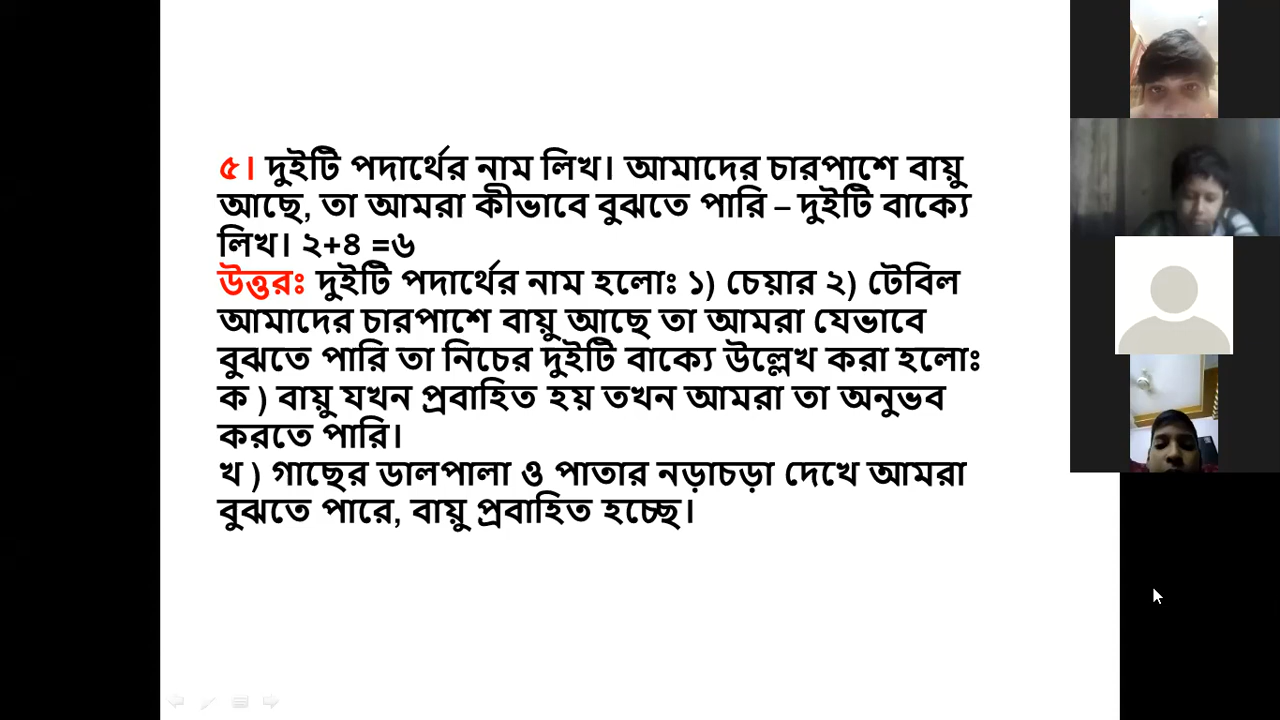 ৫। দুইটি পদার্থের নাম লিখ। আমাদের চারপাশে বায়ু
আছে, তা আমরা কীভাবে বুঝতে পারি – দুইটি বাক্যে
লিখ। ২+৪ =৬
উত্তরঃ দুইটি পদার্থের নাম হলোঃ ১) চেয়ার ২) টেবিল
আমাদের চারপাশে বায়ু আছে তা আমরা যেভাবে
বুঝতে পারি তা নিচের দুইটি বাক্যে উল্লেখ করা হলোঃ
ক ) বায়ু যখন প্রবাহিত হয় তখন আমরা তা অনুভব
করতে পারি।
খ ) গাছের ডালপালা ও পাতার নড়াচড়া দেখে আমরা
বুঝতে পারে, বায়ু প্রবাহিত হচ্ছে।